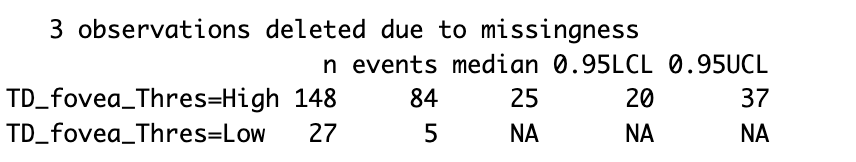 3 observations deleted due to missingness
n events median 0.95LCL 0.95UCL
TD_fovea_Thres=High 148 84 25 20 37
TD_fovea_Thres=Low 27 5 NA NA NA